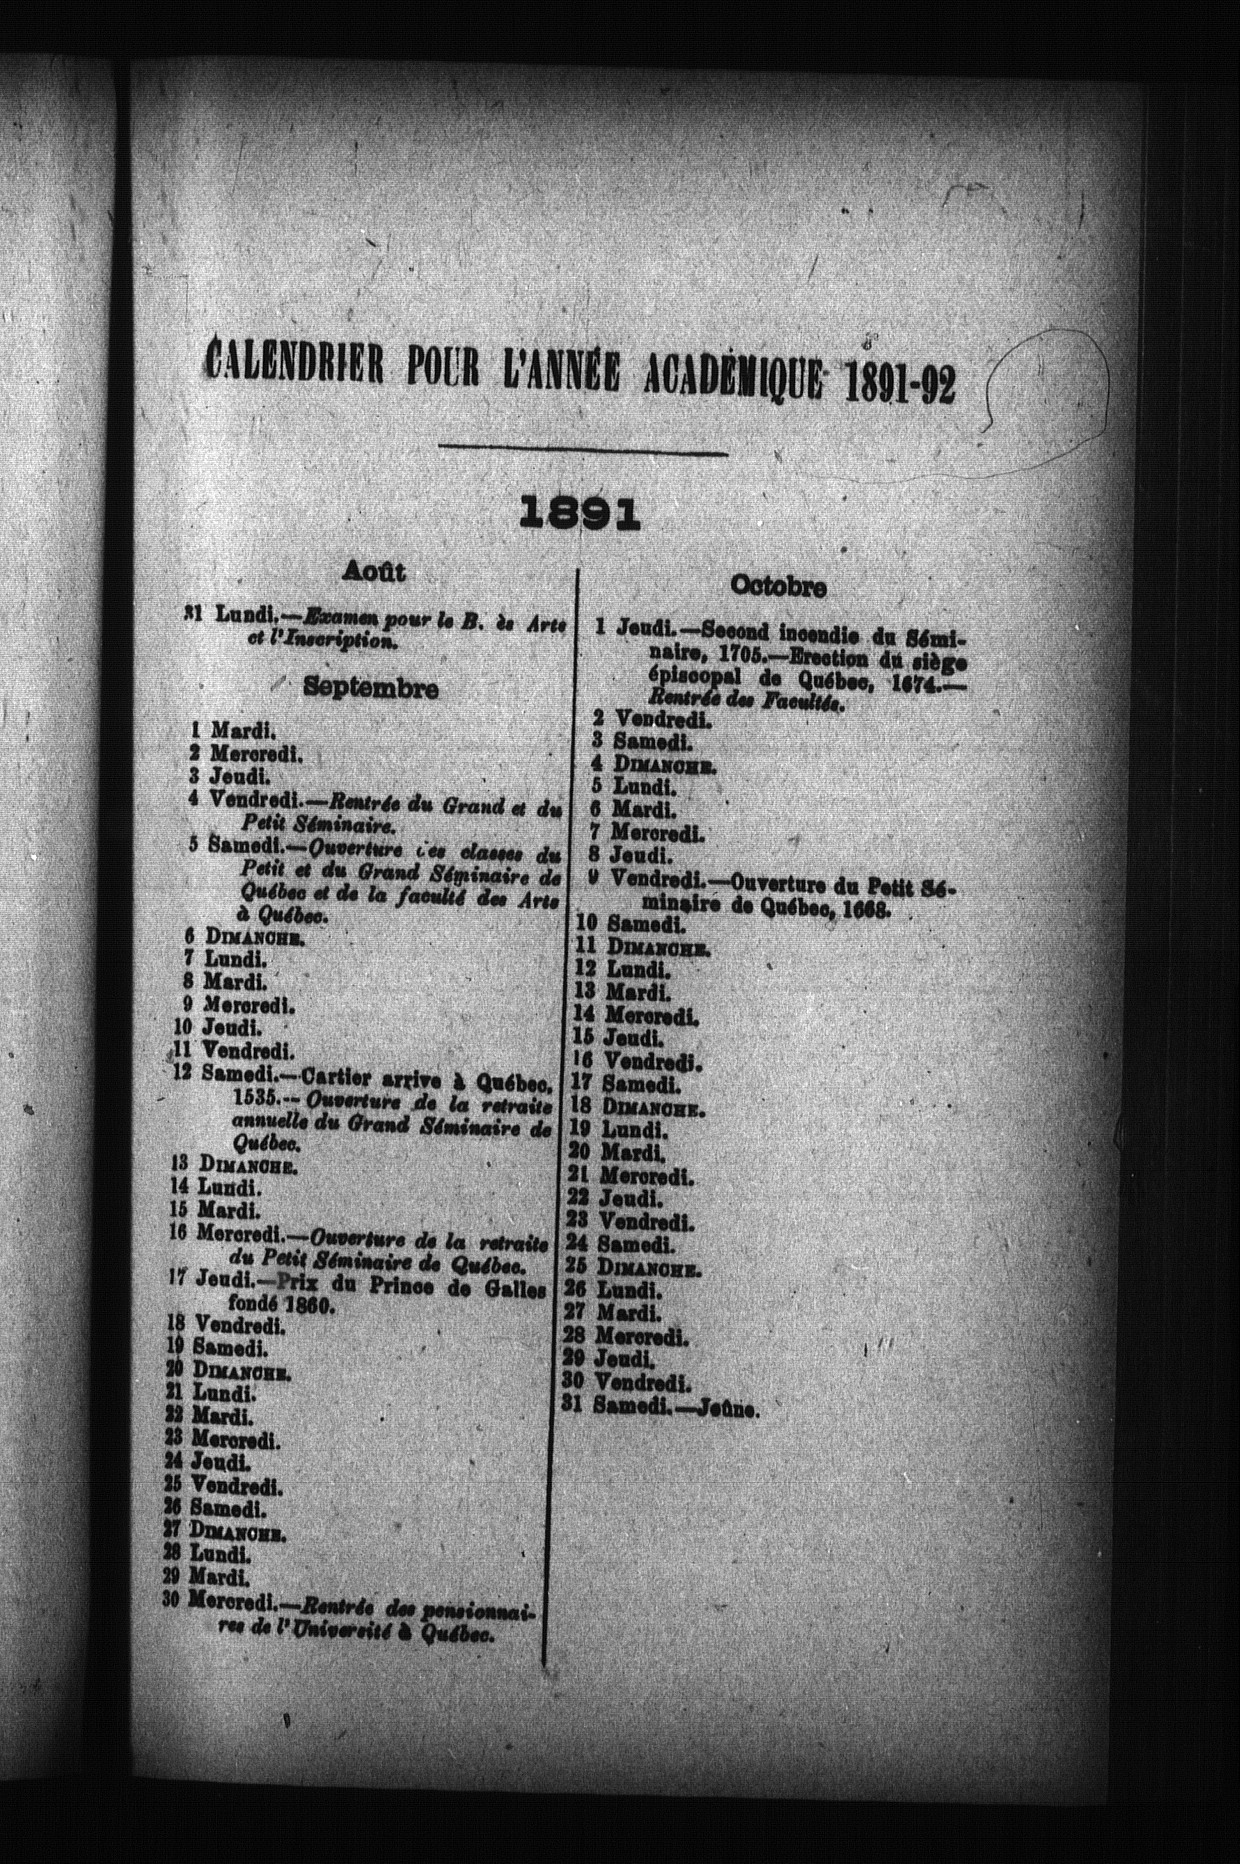 CALENDRIER POUR L'ANNÉE ACADÉMIQUE 1891-92
1891
Août
31 Lundi.—Examen pour le B. ès Arts
et l'Inscription.
Septembre
1 Mardi.
2 Mercredi.
3 Jeudi.
4 Vendredi.—Rentrée du Grand et du
Petit Séminaire.
5 Samedi.—Ouverture des classes du
Petit et du Grand Séminaire de
Québec et de la faculté des Arts
à Québec.
6 DIMANCHE.
7 Lundi.
8 Mardi.
9 Mercredi.
10 Jeudi.
11 Vendredi.
12 Samedi.—Cartier arrive à Québec,
1535.—Ouverture de la retraite
annuelle du Grand Séminaire de
Québec.
13 DIMANCHE.
14 Lundi.
15 Mardi.
16 Mercredi.—Ouverture de la retraite
du Petit Séminaire de Québec.
17 Jeudi.—Prix du Prince de Galles
fondé 1860.
18 Vendredi.
19 Samedi.
20 DIMANCHE.
21 Lundi.
22 Mardi.
23 Mercredi.
24 Jeudi.
25 Vendredi.
26 Samedi.
27 DIMANCHE.
28 Lundi.
29 Mardi.
30 Mercredi.—Rentrée des pensionnai-
res de l'Université à Québec.
Octobre
1 Jeudi.—Second incendie du Sémi-
naire, 1705.—Erection du siège
épiscopal de Québec, 1674.—
Rentrée des Facultés.
2 Vendredi.
3 Samedi.
4 DIMANCHE.
5 Lundi.
6 Mardi.
7 Mercredi.
8 Jeudi.
9 Vendredi.—Ouverture du Petit Sé-
minaire de Québec, 1668.
10 Samedi.
11 DIMANCHE.
12 Lundi.
13 Mardi.
14 Mercredi.
15 Jeudi.
16 Vendredi.
17 Samedi.
18 DIMANCHE.
19 Lundi.
20 Mardi.
21 Mercredi.
22 Jeudi.
23 Vendredi.
24 Samedi.
25 DIMANCHE.
26 Lundi.
27 Mardi.
28 Mercredi.
29 Jeudi.
30 Vendredi.
31 Samedi.—Jeûne.